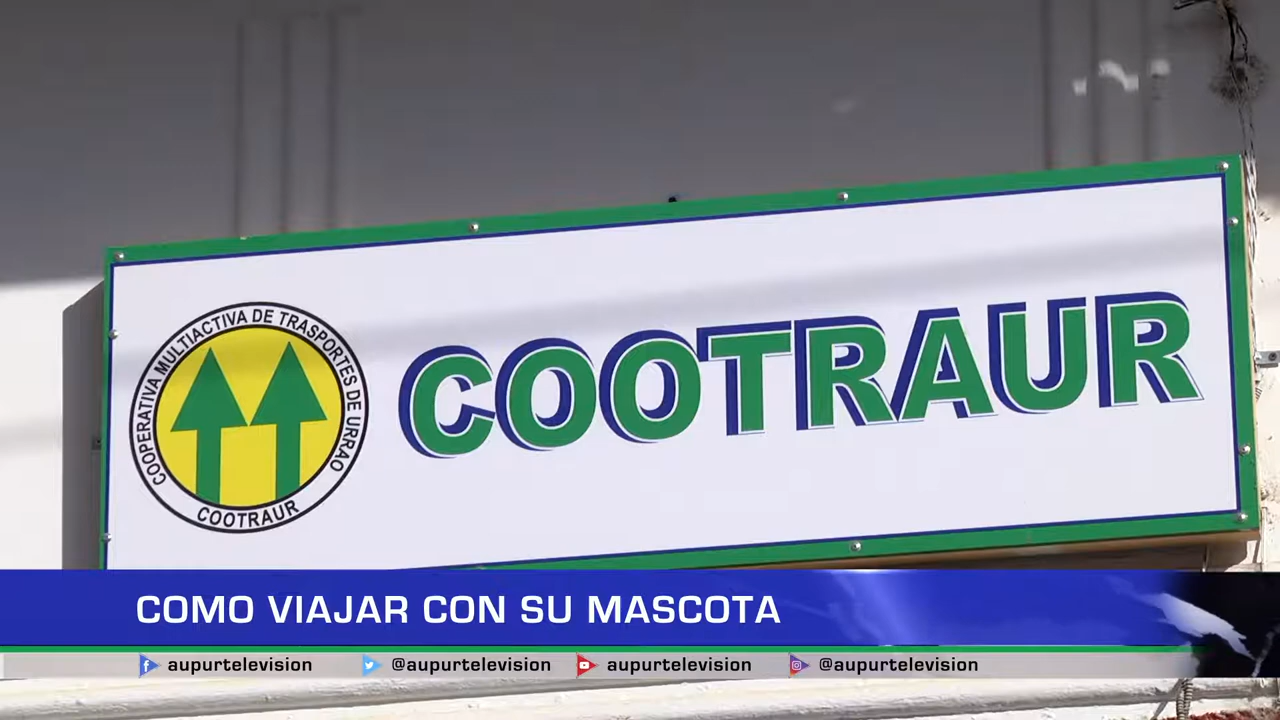 COOPERATIVA MULTIACTIVA DE TRASPORTES DE URRAO
COOTRAUR
COOTRAUR
COMO VIAJAR CON SU MASCOTA
aupurtelevision @aupurtelevision aupurtelevision @aupurtelevision